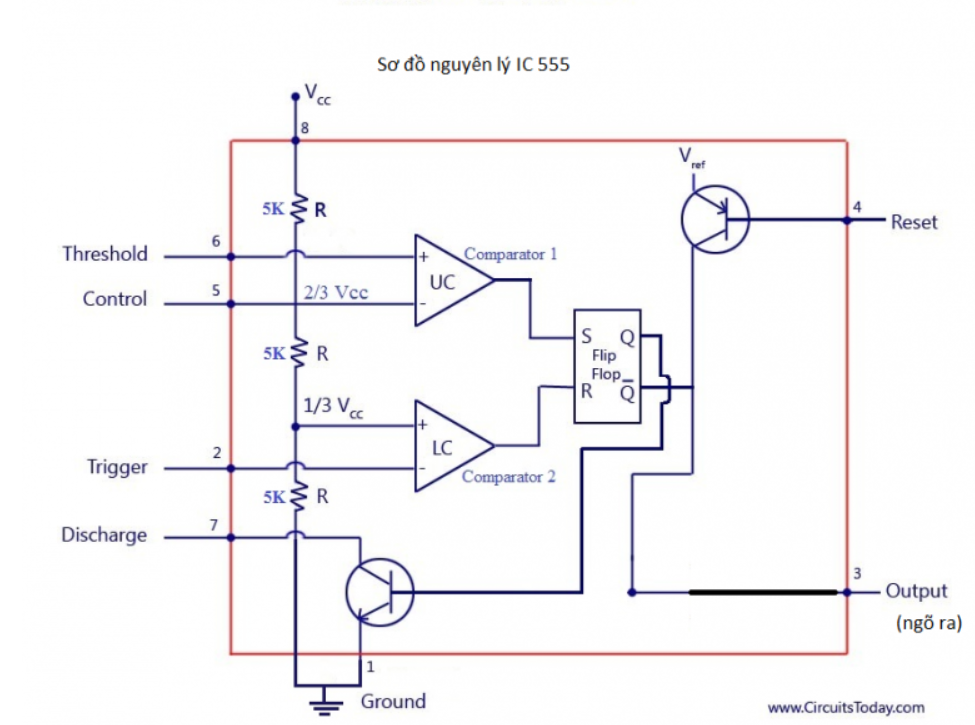 Sơ đồ nguyên lý IC 555
Vcc
8
Vref
5K R
4
Reset
6
Threshold
Comparator 1
+
UC
5
Control
2/3 Vcc
-
S Q
5K R
Flip
Flop
R Q̅
1/3 Vcc
+
2
LC
Trigger
-
Comparator 2
5K R
7
Discharge
3
Output
(ngõ ra)
1
Ground
www.CircuitsToday.com